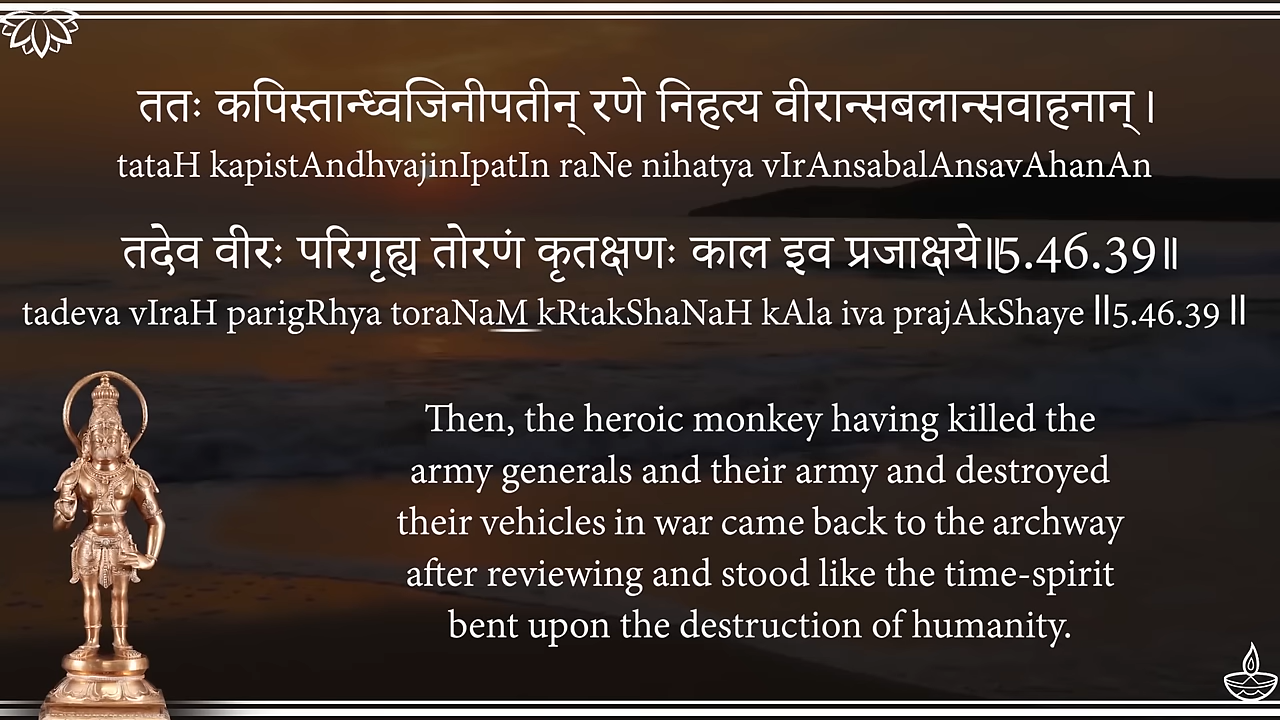 ततः कपिस्तान्ध्वजिनीपतीन् रणे निहत्य वीरान्सबलान्सवाहनान्।
tataH kapistAndhvajinIpatIn raNe nihatya vIrAnsabalAnsavAhanAn
तदेव वीरः परिगृह्य तोरणं कृतक्षणः काल इव प्रजाक्षये॥5.46.39॥
tadeva vIraH parigRhya toraNaM kRtakShaNaH kAla iva prajAkShaye ||5.46.39 ||
Then, the heroic monkey having killed the
army generals and their army and destroyed
their vehicles in war came back to the archway
after reviewing and stood like the time-spirit
bent upon the destruction of humanity.